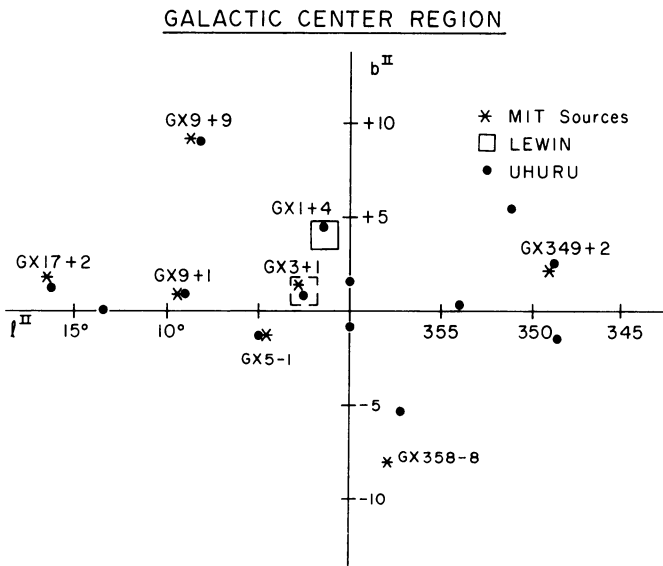 GALACTIC CENTER REGION
b^II
GX9+9
+10
MIT Sources
LEWIN
UHURU
GX1+4
+5
GX17+2
GX9+1
GX3+1
GX349+2
l^II
15°
10°
355
350
345
GX5-1
-5
GX358-8
-10